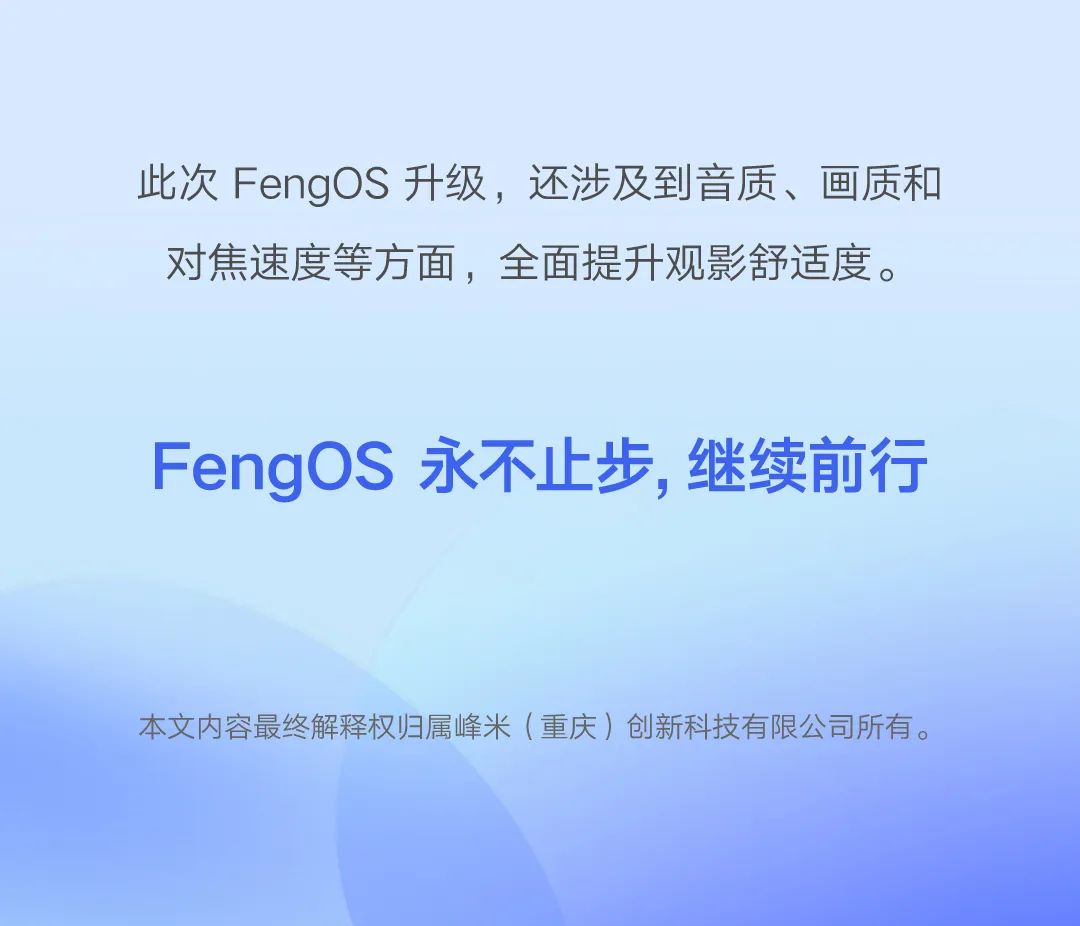 此次 FengOS 升级，还涉及到音质、画质和
对焦速度等方面，全面提升观影舒适度。
FengOS 永不止步, 继续前行
本文内容最终解释权归属峰米（重庆）创新科技有限公司所有。